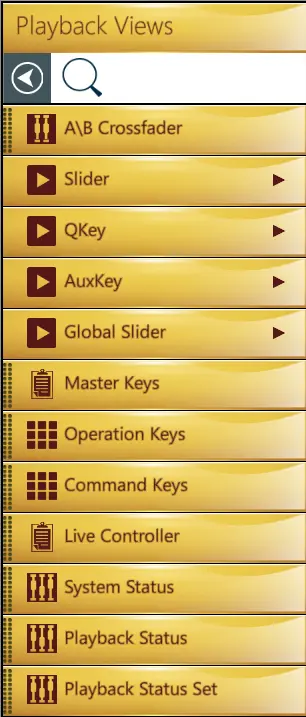 Playback Views
A\B Crossfader
Slider
QKey
AuxKey
Global Slider
Master Keys
Operation Keys
Command Keys
Live Controller
System Status
Playback Status
Playback Status Set